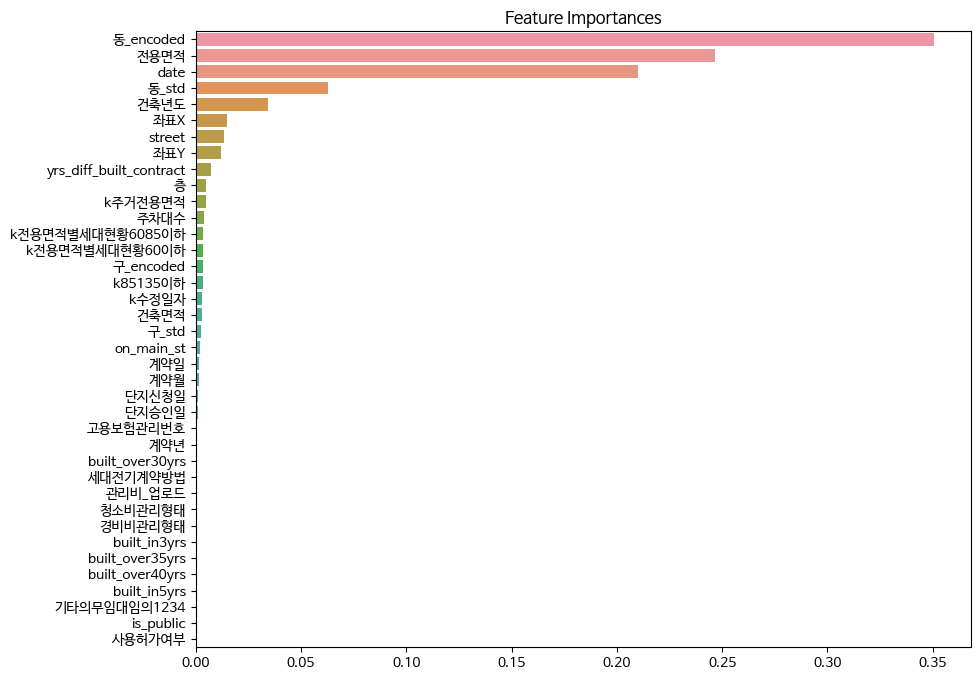 Feature Importances
동_encoded
전용면적
date
동_std
건축년도
좌표X
street
좌표Y
yrs_diff_built_contract
층
k주거전용면적
주차대수
k전용면적별세대현황6085이하
k전용면적별세대현황60이하
구_encoded
k85135이하
k수정일자
건축면적
구_std
on_main_st
계약일
계약월
단지신청일
단지승인일
고용보험관리번호
계약년
built_over30yrs
세대전기계약방법
관리비_업로드
청소비관리형태
경비비관리형태
built_in3yrs
built_over35yrs
built_over40yrs
built_in5yrs
기타의무임대임의1234
is_public
사용허가여부
0.00 0.05 0.10 0.15 0.20 0.25 0.30 0.35